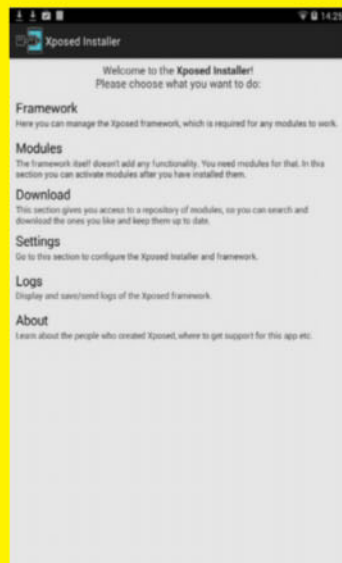 14:25
Xposed Installer
Welcome to the Xposed Installer!
Please choose what you want to do:
Framework
Here you can manage the Xposed framework, which is required for any modules to work.
Modules
The framework itself doesn't add any functionality. You need modules for that. In this
section you can activate modules after you have installed them.
Download
This section gives you access to a repository of modules, so you can search and
download the ones you like and keep them up to date.
Settings
Go to this section to configure the Xposed Installer and framework.
Logs
Display and save/send logs of the Xposed framework.
About
Learn about the people who created Xposed, where to get support for this app etc.